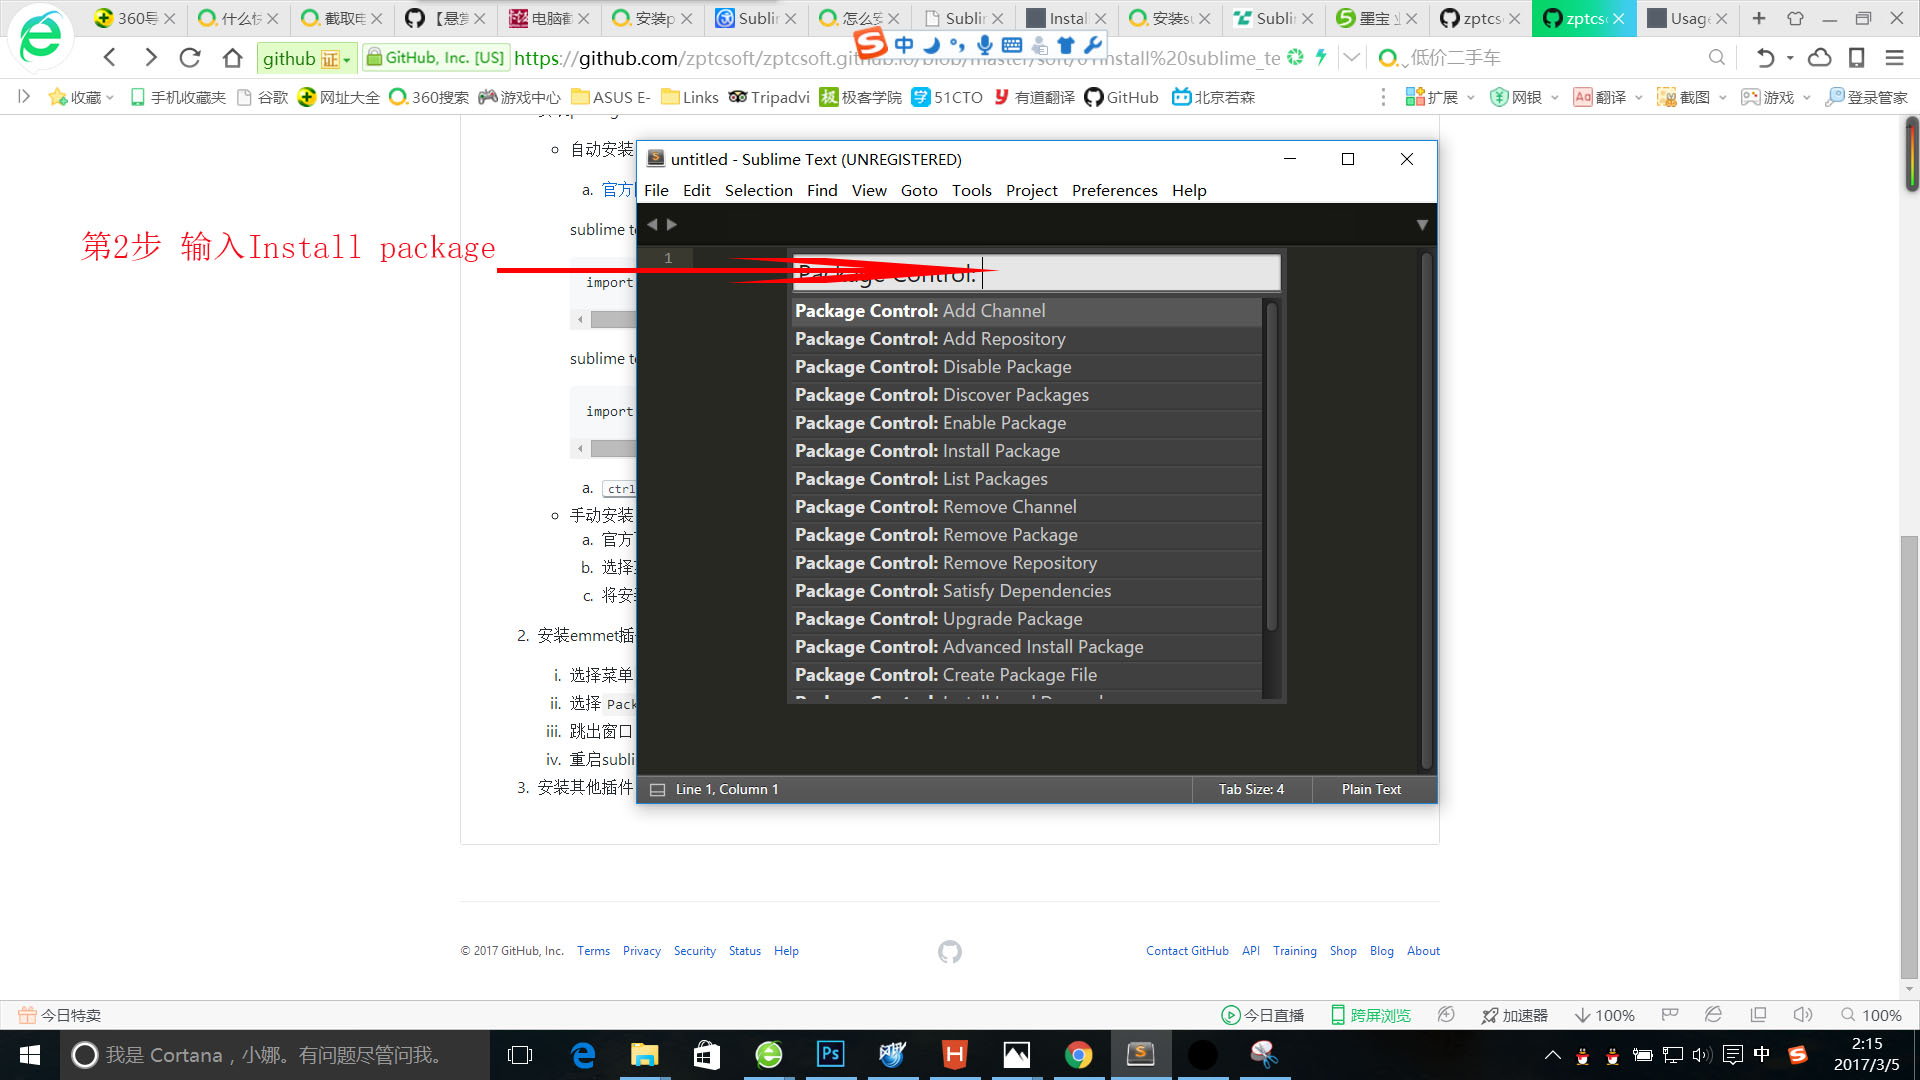 360导
什么忄
截取电
【悬赏
电脑截
安装p
Sublin
怎么安
Sublin
Install
安装su
Sublin
墨宝
zptcs
zptcs
Usag
github 证
GitHub, Inc. [US]
https://github.com/zptcsoft/zptcsoft.github.io/blob/master/soft/01install%20sublime_te
中
低价二手车
收藏
手机收藏夹
谷歌
网址大全
360搜索
游戏中心
ASUS E-
Links
Tripadvi
极客学院
51CTO
有道翻译
GitHub
北京若森
扩展
网银
翻译
截图
游戏
登录管家
自动安装
a. 官方
sublime te
import
sublime te
import
a. ctrl
手动安装
a. 官方
b. 选择
c. 将安
2. 安装emmet插
i. 选择菜单
ii. 选择 Pack
iii. 跳出窗口
iv. 重启subli
3. 安装其他插件
第2步 输入Install package
untitled - Sublime Text (UNREGISTERED)
File Edit Selection Find View Goto Tools Project Preferences Help
1
Package Control:
Package Control: Add Channel
Package Control: Add Repository
Package Control: Disable Package
Package Control: Discover Packages
Package Control: Enable Package
Package Control: Install Package
Package Control: List Packages
Package Control: Remove Channel
Package Control: Remove Package
Package Control: Remove Repository
Package Control: Satisfy Dependencies
Package Control: Upgrade Package
Package Control: Advanced Install Package
Package Control: Create Package File
Line 1, Column 1
Tab Size: 4
Plain Text
© 2017 GitHub, Inc. Terms Privacy Security Status Help
Contact GitHub API Training Shop Blog About
今日特卖
今日直播
跨屏浏览
加速器
100%
100%
我是 Cortana，小娜。有问题尽管问我。
中
2:15
2017/3/5